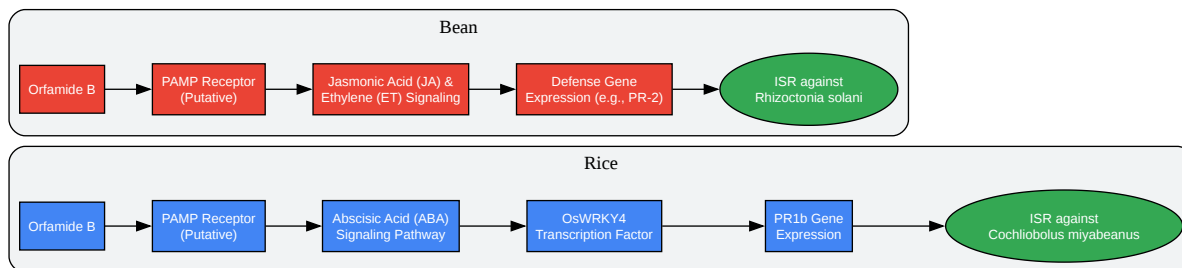 Bean
Orfamide B
PAMP Receptor
(Putative)
Jasmonic Acid (JA) &
Ethylene (ET) Signaling
Defense Gene
Expression (e.g., PR-2)
ISR against
Rhizoctonia solani
Rice
Orfamide B
PAMP Receptor
(Putative)
Abscisic Acid (ABA)
Signaling Pathway
OsWRKY4
Transcription Factor
PR1b Gene
Expression
ISR against
Cochliobolus miyabeanus